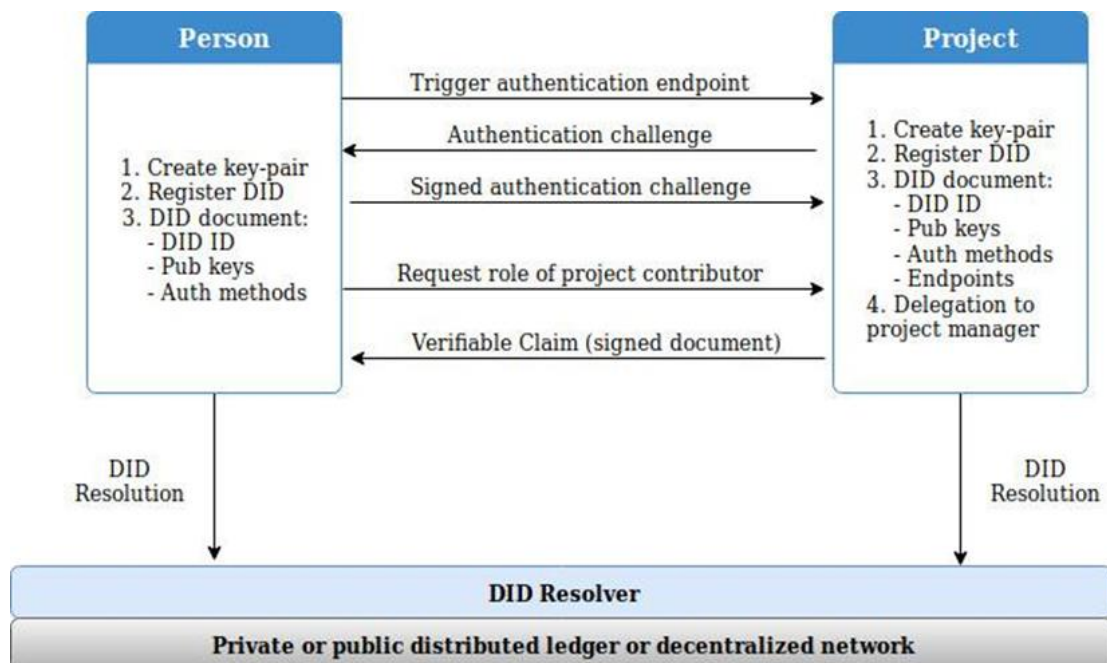 Person
1. Create key-pair
2. Register DID
3. DID document:
- DID ID
- Pub keys
- Auth methods
Trigger authentication endpoint
Authentication challenge
Signed authentication challenge
Request role of project contributor
Verifiable Claim (signed document)
Project
1. Create key-pair
2. Register DID
3. DID document:
- DID ID
- Pub keys
- Auth methods
- Endpoints
4. Delegation to
project manager
DID
Resolution
DID
Resolution
DID Resolver
Private or public distributed ledger or decentralized network